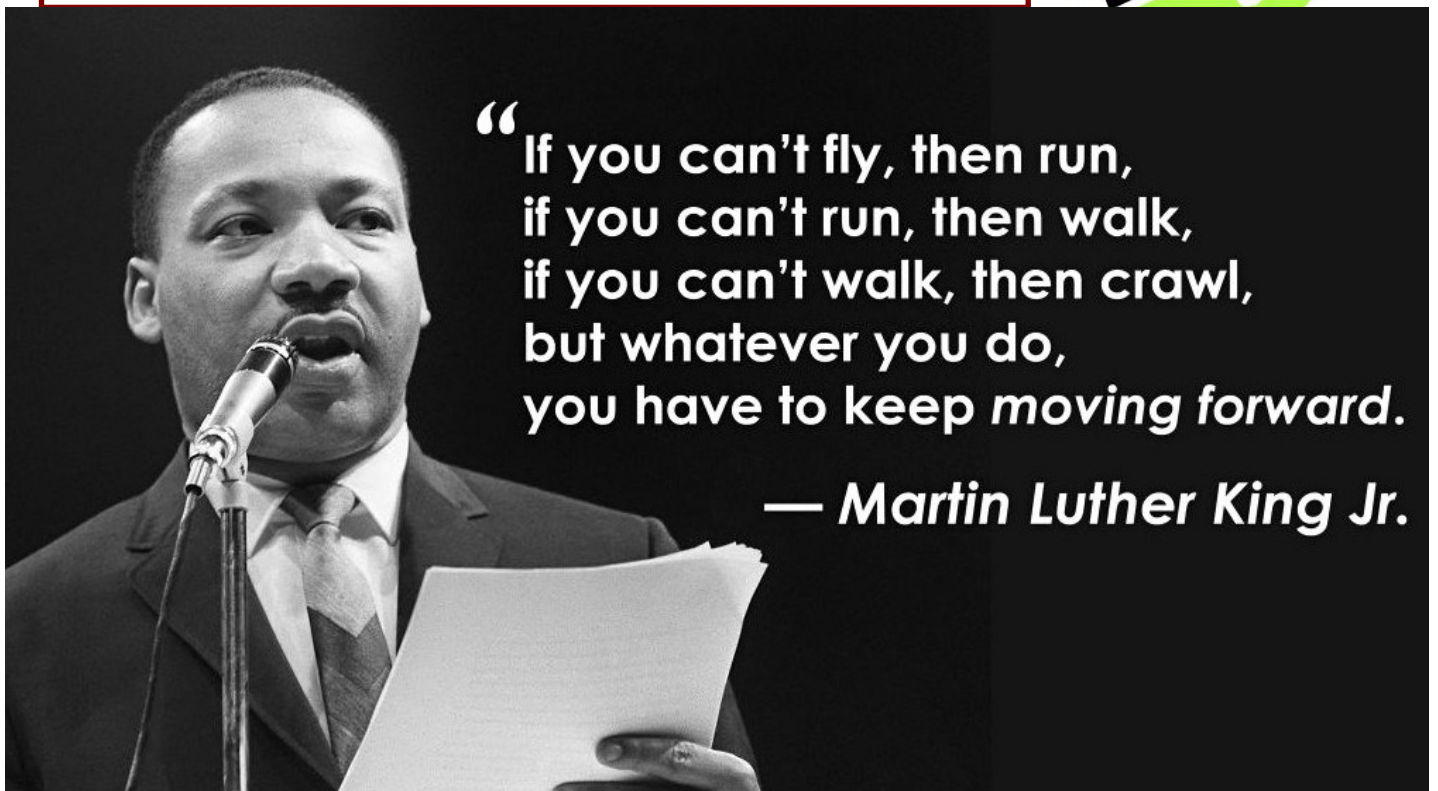 “If you can’t fly, then run,
if you can’t run, then walk,
if you can’t walk, then crawl,
but whatever you do,
you have to keep moving forward.
— Martin Luther King Jr.